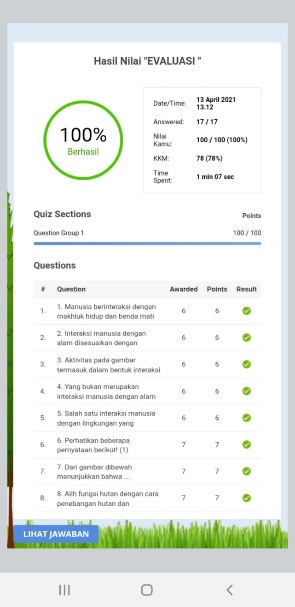 Hasil Nilai "EVALUASI "
100%
Berhasil
Date/Time: 13 April 2021
13.12
Answered: 17 / 17
Nilai
Kamu: 100 / 100 (100%)
KKM: 78 (78%)
Time
Spent: 1 min 07 sec
Quiz Sections Points
Question Group 1 100 / 100
Questions
# Question Awarded Points Result
1. 1. Manusia berinteraksi dengan
makhluk hidup dan benda mati 6 6
2. 2. Interaksi manusia dengan
alam disesuaikan dengan 6 6
3. 3. Aktivitas pada gambar
termasuk dalam bentuk interaksi 6 6
4. 4. Yang bukan merupakan
interaksi manusia dengan alam 6 6
5. 5. Salah satu interaksi manusia
dengan lingkungan yang 6 6
6. 6. Perhatikan beberapa
pernyataan berikut! (1) 7 7
7. 7. Dari gambar dibawah
menunjukkan bahwa .... 7 7
8. 8. Alih fungsi hutan dengan cara
penebangan hutan dan 7 7
LIHAT JAWABAN